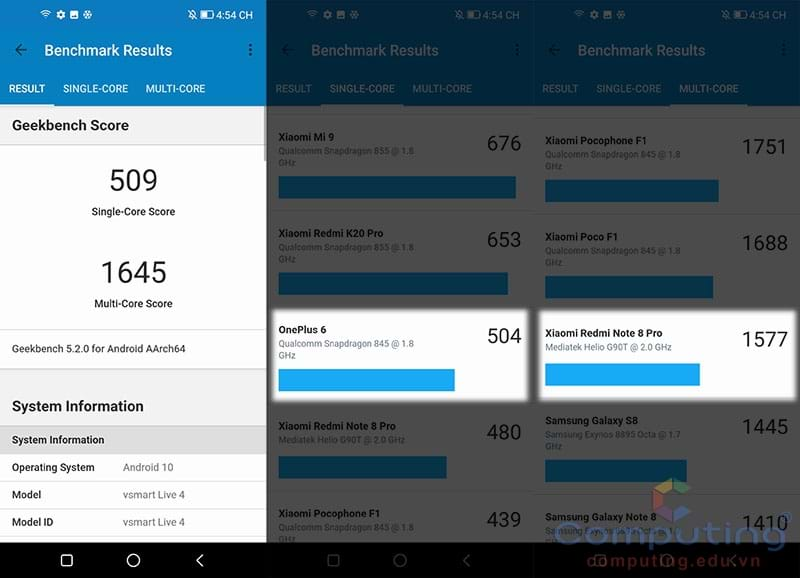 4:54 CH
Benchmark Results
RESULT SINGLE-CORE MULTI-CORE
Geekbench Score
509
Single-Core Score
1645
Multi-Core Score
Geekbench 5.2.0 for Android AArch64
System Information
System Information
Operating System Android 10
Model vsmart Live 4
Model ID vsmart Live 4
4:54 CH
Benchmark Results
RESULT SINGLE-CORE MULTI-CORE
Xiaomi Mi 9
676
Qualcomm Snapdragon 855 @ 1.8
GHz
Xiaomi Redmi K20 Pro
653
Qualcomm Snapdragon 855 @ 1.8
GHz
OnePlus 6
504
Qualcomm Snapdragon 845 @ 1.8
GHz
Xiaomi Redmi Note 8 Pro
480
Mediatek Helio G90T @ 2.0 GHz
Xiaomi Pocophone F1
439
Qualcomm Snapdragon 845 @ 1.8
GHz
4:54 CH
Benchmark Results
RESULT SINGLE-CORE MULTI-CORE
Xiaomi Pocophone F1
1751
Qualcomm Snapdragon 845 @ 1.8
GHz
Xiaomi Poco F1
1688
Qualcomm Snapdragon 845 @ 1.8
GHz
Xiaomi Redmi Note 8 Pro
1577
Mediatek Helio G90T @ 2.0 GHz
Samsung Galaxy S8
1445
Samsung Exynos 8895 Octa @ 1.7
GHz
Samsung Galaxy Note 8
1410
Computing®
computing.edu.vn